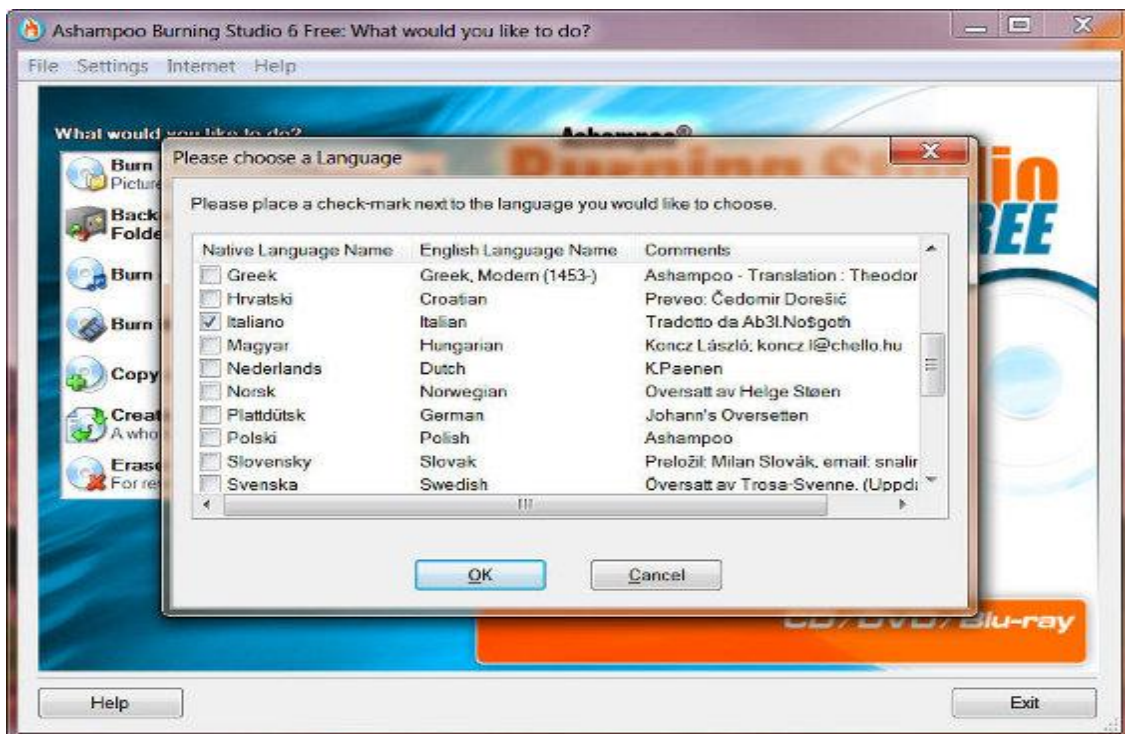 Ashampoo Burning Studio 6 Free: What would you like to do?
File Settings Internet Help
What would you like to do?
Ashampoo®
Burning Studio
FREE
Burn
Picture
Back
Folde
Burn
Burn
Copy
Creat
A who
Erase
For re
Please choose a Language
Please place a check-mark next to the language you would like to choose.
Native Language Name English Language Name Comments
Greek Greek, Modern (1453-) Ashampoo - Translation : Theodor
Hrvatski Croatian Preveo: Čedomir Dorešić
Italiano Italian Tradotto da Ab3l.No$goth
Magyar Hungarian Koncz László; koncz.l@chello.hu
Nederlands Dutch K.Paenen
Norsk Norwegian Oversatt av Helge Støen
Plattdütsk German Johann's Oversetten
Polski Polish Ashampoo
Slovensky Slovak Preložil: Milan Slovák, email: snalin
Svenska Swedish Översatt av Trosa-Svenne. (Uppda
OK Cancel
CD/DVD/Blu-ray
Help Exit